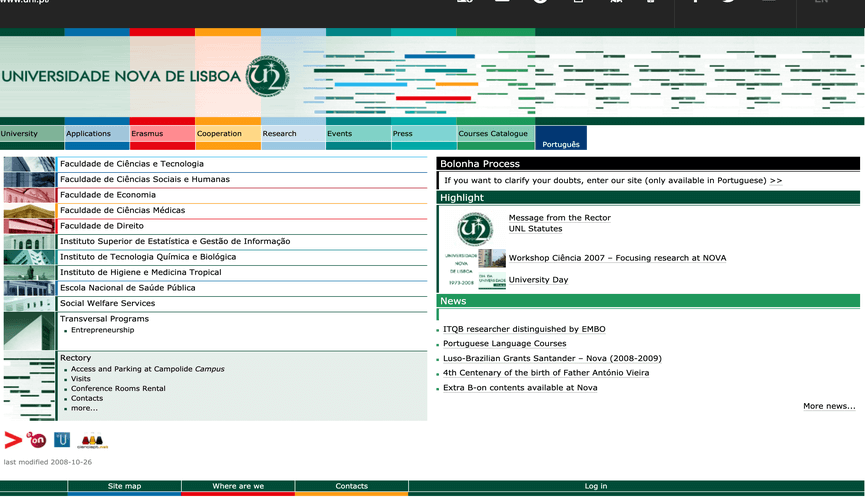 www.unl.pt
EN
UNIVERSIDADE NOVA DE LISBOA
University
Applications
Erasmus
Cooperation
Research
Events
Press
Courses Catalogue
Português
Faculdade de Ciências e Tecnologia
Faculdade de Ciências Sociais e Humanas
Faculdade de Economia
Faculdade de Ciências Médicas
Faculdade de Direito
Instituto Superior de Estatística e Gestão de Informação
Instituto de Tecnologia Química e Biológica
Instituto de Higiene e Medicina Tropical
Escola Nacional de Saúde Pública
Social Welfare Services
Transversal Programs
Entrepreneurship
Rectory
Access and Parking at Campolide Campus
Visits
Conference Rooms Rental
Contacts
more...
Bolonha Process
If you want to clarify your doubts, enter our site (only available in Portuguese) >>
Highlight
Message from the Rector
UNL Statutes
UNIVERSIDADE
NOVA
DE LISBOA
1973-2008
Workshop Ciência 2007 – Focusing research at NOVA
University Day
News
ITQB researcher distinguished by EMBO
Portuguese Language Courses
Luso-Brazilian Grants Santander – Nova (2008-2009)
4th Centenary of the birth of Father António Vieira
Extra B-on contents available at Nova
More news...
last modified 2008-10-26
Site map
Where are we
Contacts
Log in